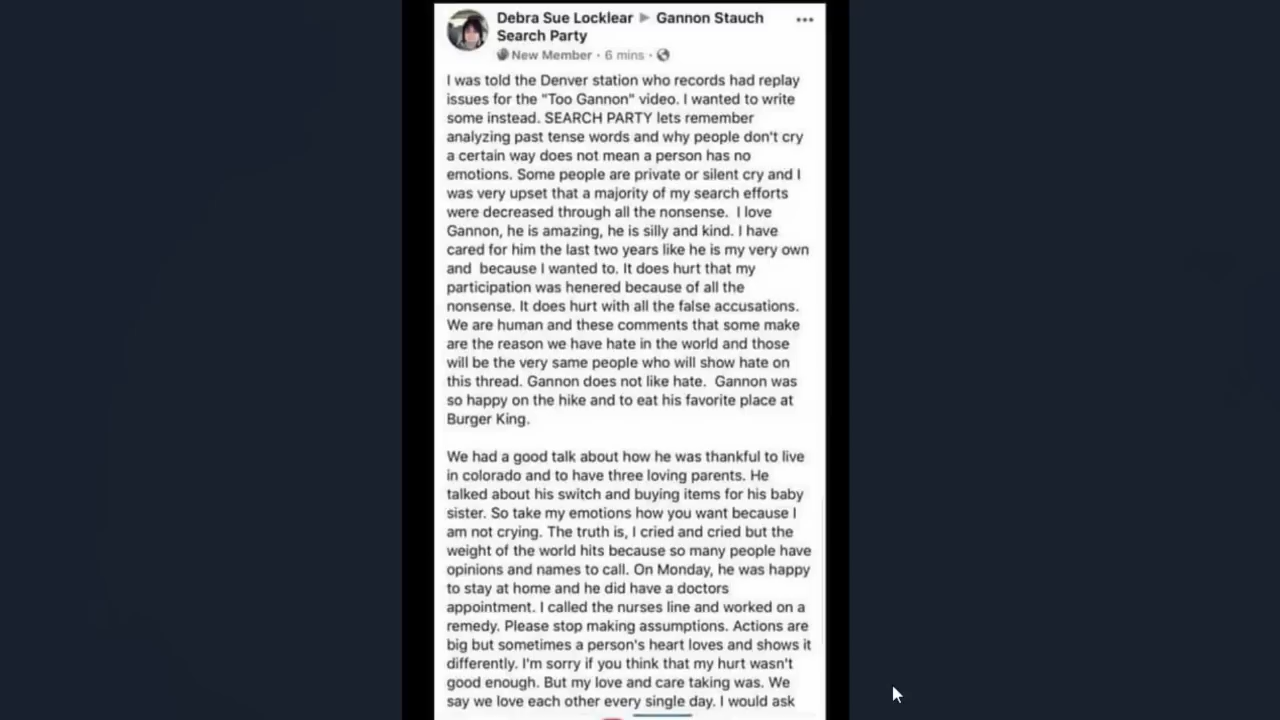 Debra Sue Locklear ▶ Gannon Stauch
Search Party
New Member · 6 mins ·
I was told the Denver station who records had replay
issues for the "Too Gannon" video. I wanted to write
some instead. SEARCH PARTY lets remember
analyzing past tense words and why people don't cry
a certain way does not mean a person has no
emotions. Some people are private or silent cry and I
was very upset that a majority of my search efforts
were decreased through all the nonsense.  I love
Gannon, he is amazing, he is silly and kind. I have
cared for him the last two years like he is my very own
and  because I wanted to. It does hurt that my
participation was henered because of all the
nonsense. It does hurt with all the false accusations.
We are human and these comments that some make
are the reason we have hate in the world and those
will be the very same people who will show hate on
this thread. Gannon does not like hate.  Gannon was
so happy on the hike and to eat his favorite place at
Burger King.
We had a good talk about how he was thankful to live
in colorado and to have three loving parents. He
talked about his switch and buying items for his baby
sister. So take my emotions how you want because I
am not crying. The truth is, I cried and cried but the
weight of the world hits because so many people have
opinions and names to call. On Monday, he was happy
to stay at home and he did have a doctors
appointment. I called the nurses line and worked on a
remedy. Please stop making assumptions. Actions are
big but sometimes a person's heart loves and shows it
differently. I'm sorry if you think that my hurt wasn't
good enough. But my love and care taking was. We
say we love each other every single day. I would ask